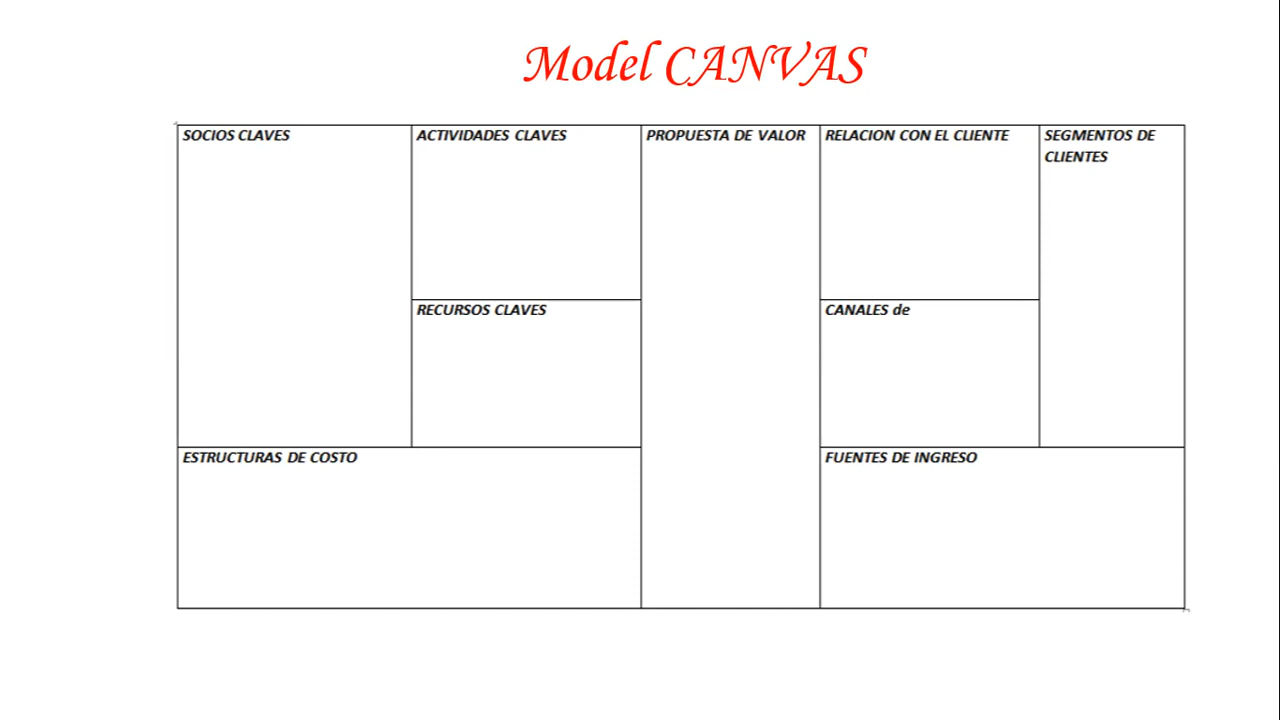 Model CANVAS
SOCIOS CLAVES
ACTIVIDADES CLAVES
PROPUESTA DE VALOR
RELACION CON EL CLIENTE
SEGMENTOS DE
CLIENTES
RECURSOS CLAVES
CANALES de
ESTRUCTURAS DE COSTO
FUENTES DE INGRESO